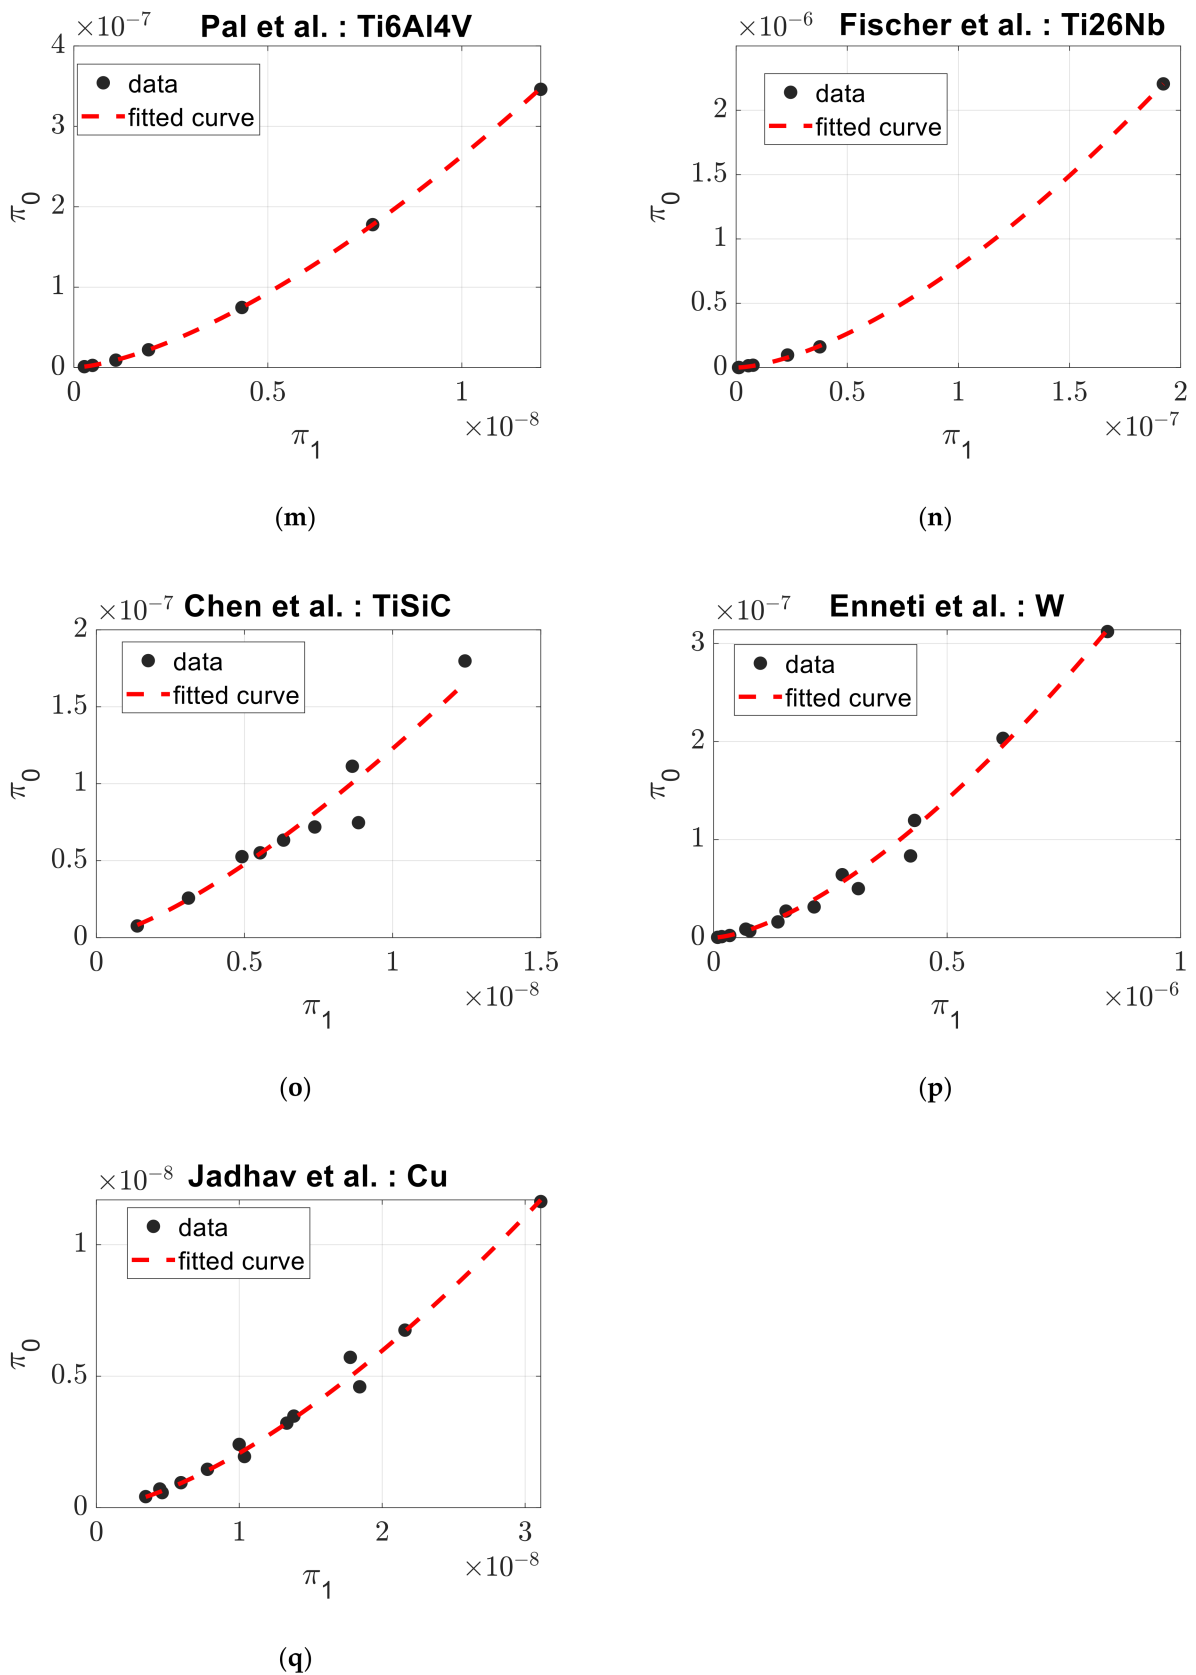 ×10⁻⁷ Pal et al. : Ti6Al4V
4
data
fitted curve
3
π₀
2
1
0
0 0.5 1
×10⁻⁸
π₁
(m)
×10⁻⁶ Fischer et al. : Ti26Nb
data
2
fitted curve
1.5
π₀
1
0.5
0
0 0.5 1 1.5 2
×10⁻⁷
π₁
(n)
×10⁻⁷ Chen et al. : TiSiC
2
data
fitted curve
1.5
π₀
1
0.5
0
0 0.5 1 1.5
×10⁻⁸
π₁
(o)
×10⁻⁷ Enneti et al. : W
3
data
fitted curve
2
π₀
1
0
0 0.5 1
×10⁻⁶
π₁
(p)
×10⁻⁸ Jadhav et al. : Cu
data
1
fitted curve
π₀
0.5
0
0 1 2 3
×10⁻⁸
π₁
(q)